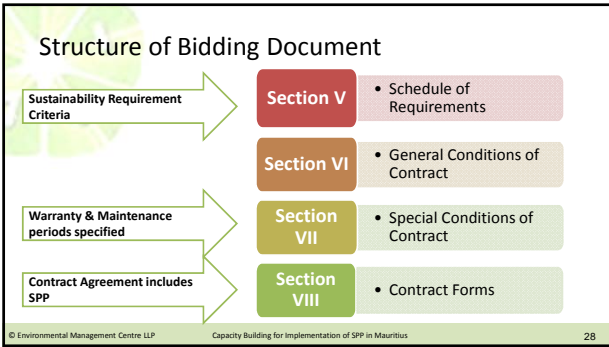 Structure of Bidding Document
Sustainability Requirement
Criteria
Section V
• Schedule of
Requirements
Section VI
• General Conditions of
Contract
Warranty & Maintenance
periods specified
Section
VII
• Special Conditions of
Contract
Contract Agreement includes
SPP
Section
VIII
• Contract Forms
© Environmental Management Centre LLP
Capacity Building for Implementation of SPP in Mauritius
28